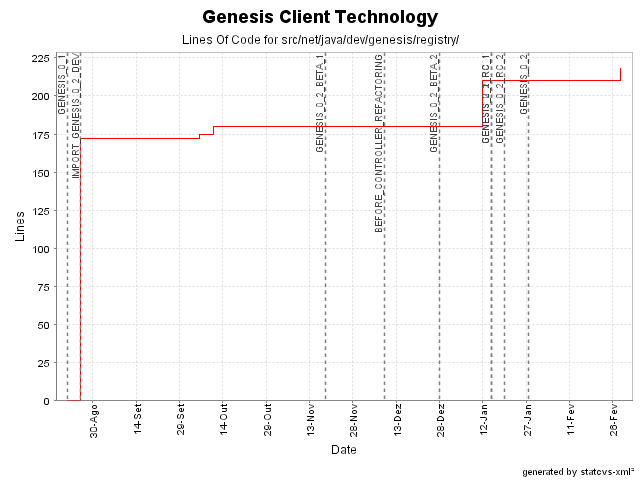 Genesis Client Technology
Lines Of Code for src/net/java/dev/genesis/registry/
GENESIS_0_1
IMPORT_GENESIS_0_2_DEV
GENESIS_0_2_BETA_1
BEFORE_CONTROLLER_REFACTORING
GENESIS_0_2_BETA_2
GENESIS_0_2_RC_1
GENESIS_0_2_RC_2
GENESIS_0_2
Lines
225
200
175
150
125
100
75
50
25
0
30-Ago
14-Set
29-Set
14-Out
29-Out
13-Nov
28-Nov
13-Dez
28-Dez
12-Jan
27-Jan
11-Fev
26-Fev
Date
generated by statcvs-xml²